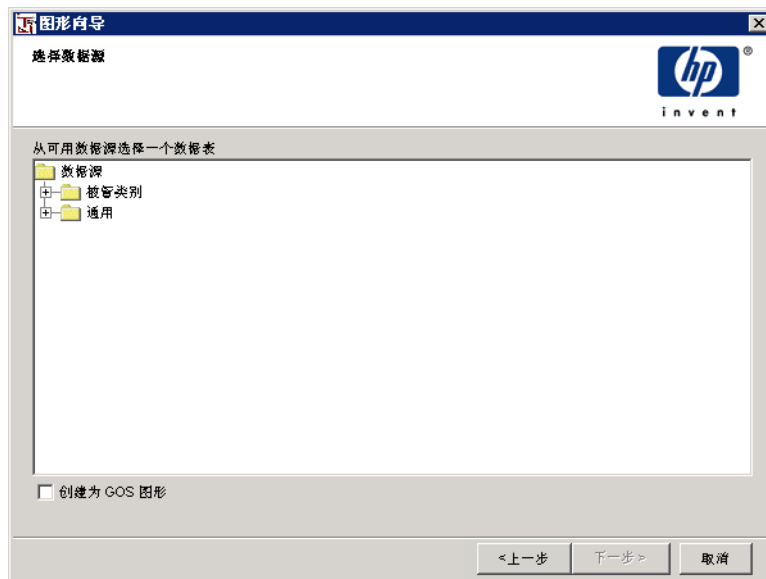 图形向导
选择数据源
hp
®
invent
从可用数据源选择一个数据表
数据源
被管类别
通用
创建为 GOS 图形
<上一步
下一步>
取消